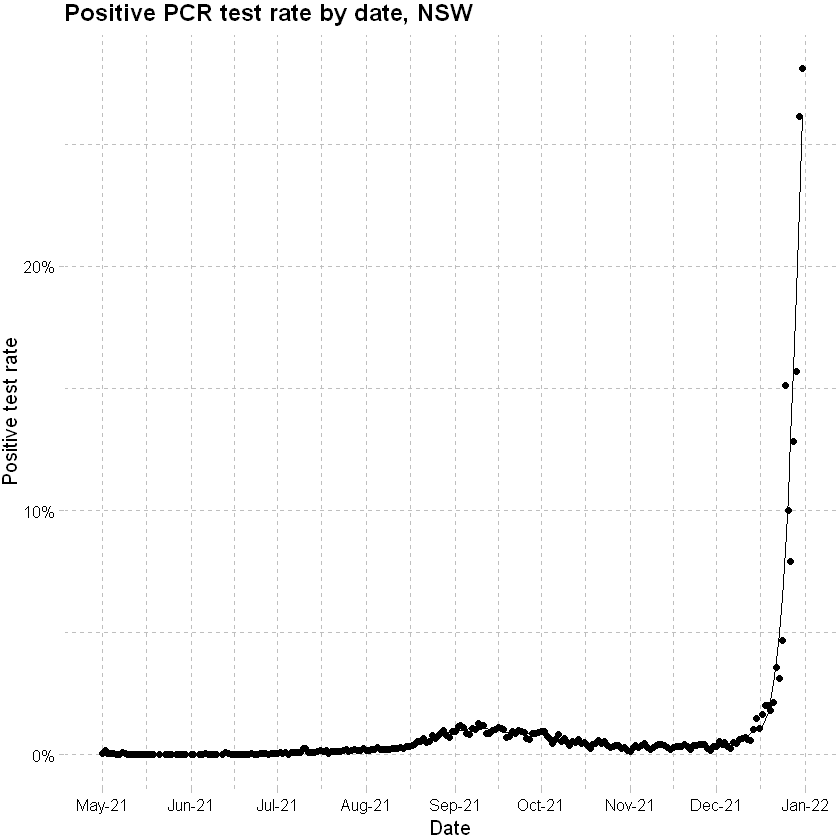 Positive PCR test rate by date, NSW
20%
10%
0%
Positive test rate
May-21 Jun-21 Jul-21 Aug-21 Sep-21 Oct-21 Nov-21 Dec-21 Jan-22
Date